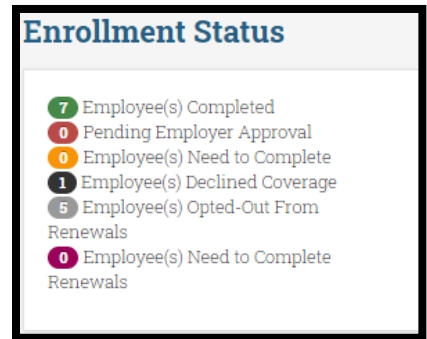 Enrollment Status
7 Employee(s) Completed
0 Pending Employer Approval
0 Employee(s) Need to Complete
1 Employee(s) Declined Coverage
5 Employee(s) Opted-Out From
Renewals
0 Employee(s) Need to Complete
Renewals